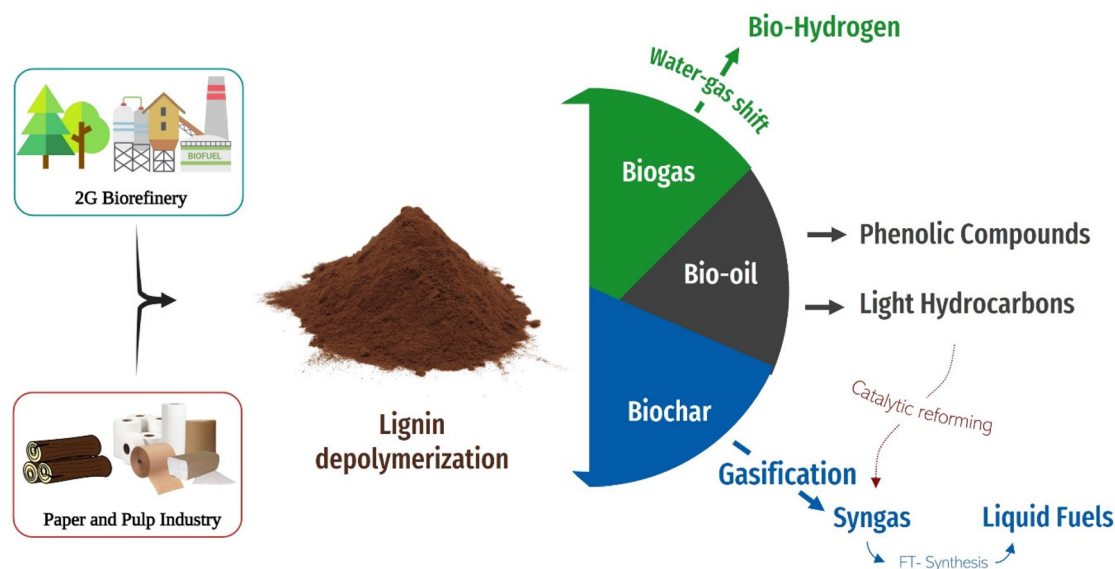 BIOFUEL
2G Biorefinery
Paper and Pulp Industry
Lignin
depolymerization
Biogas
Bio-oil
Biochar
Water-gas shift
Bio-Hydrogen
Phenolic Compounds
Light Hydrocarbons
Catalytic reforming
Gasification
Syngas
Liquid Fuels
FT- Synthesis